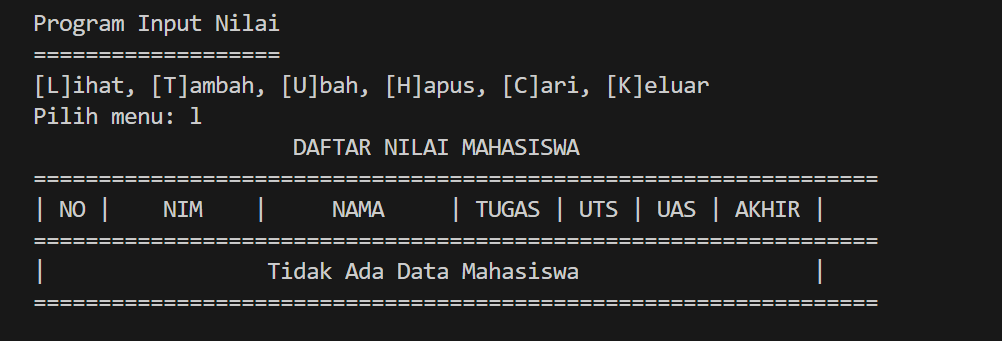 Program Input Nilai
===================
[L]ihat, [T]ambah, [U]bah, [H]apus, [C]ari, [K]eluar
Pilih menu: l
                    DAFTAR NILAI MAHASISWA
=================================================================
| NO |    NIM    |     NAMA     | TUGAS | UTS | UAS | AKHIR |
=================================================================
|                 Tidak Ada Data Mahasiswa                  |
=================================================================